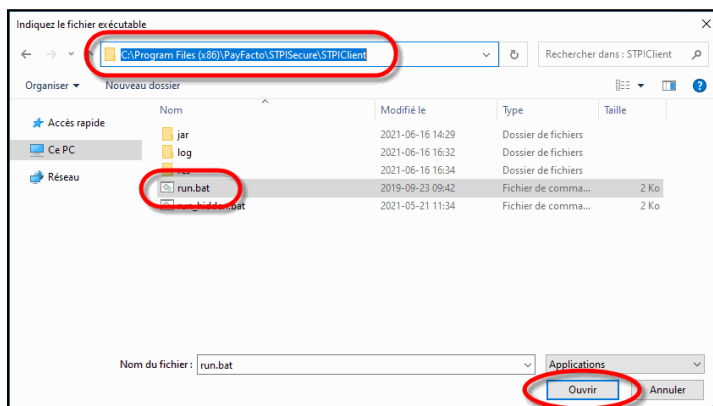 Indiquez le fichier exécutable
C:\Program Files (x86)\PayFacto\STPISecure\STPIClient
Rechercher dans : STPIClient
Organiser
Nouveau dossier
Nom Modifié le Type Taille
Accès rapide
Ce PC
Réseau
jar 2021-06-16 14:29 Dossier de fichiers
log 2021-06-16 16:32 Dossier de fichiers
res 2021-06-16 16:34 Dossier de fichiers
run.bat 2019-09-23 09:42 Fichier de comma... 2 Ko
run_hidden.bat 2021-05-21 11:34 Fichier de comma... 2 Ko
Nom du fichier : run.bat Applications
Ouvrir Annuler